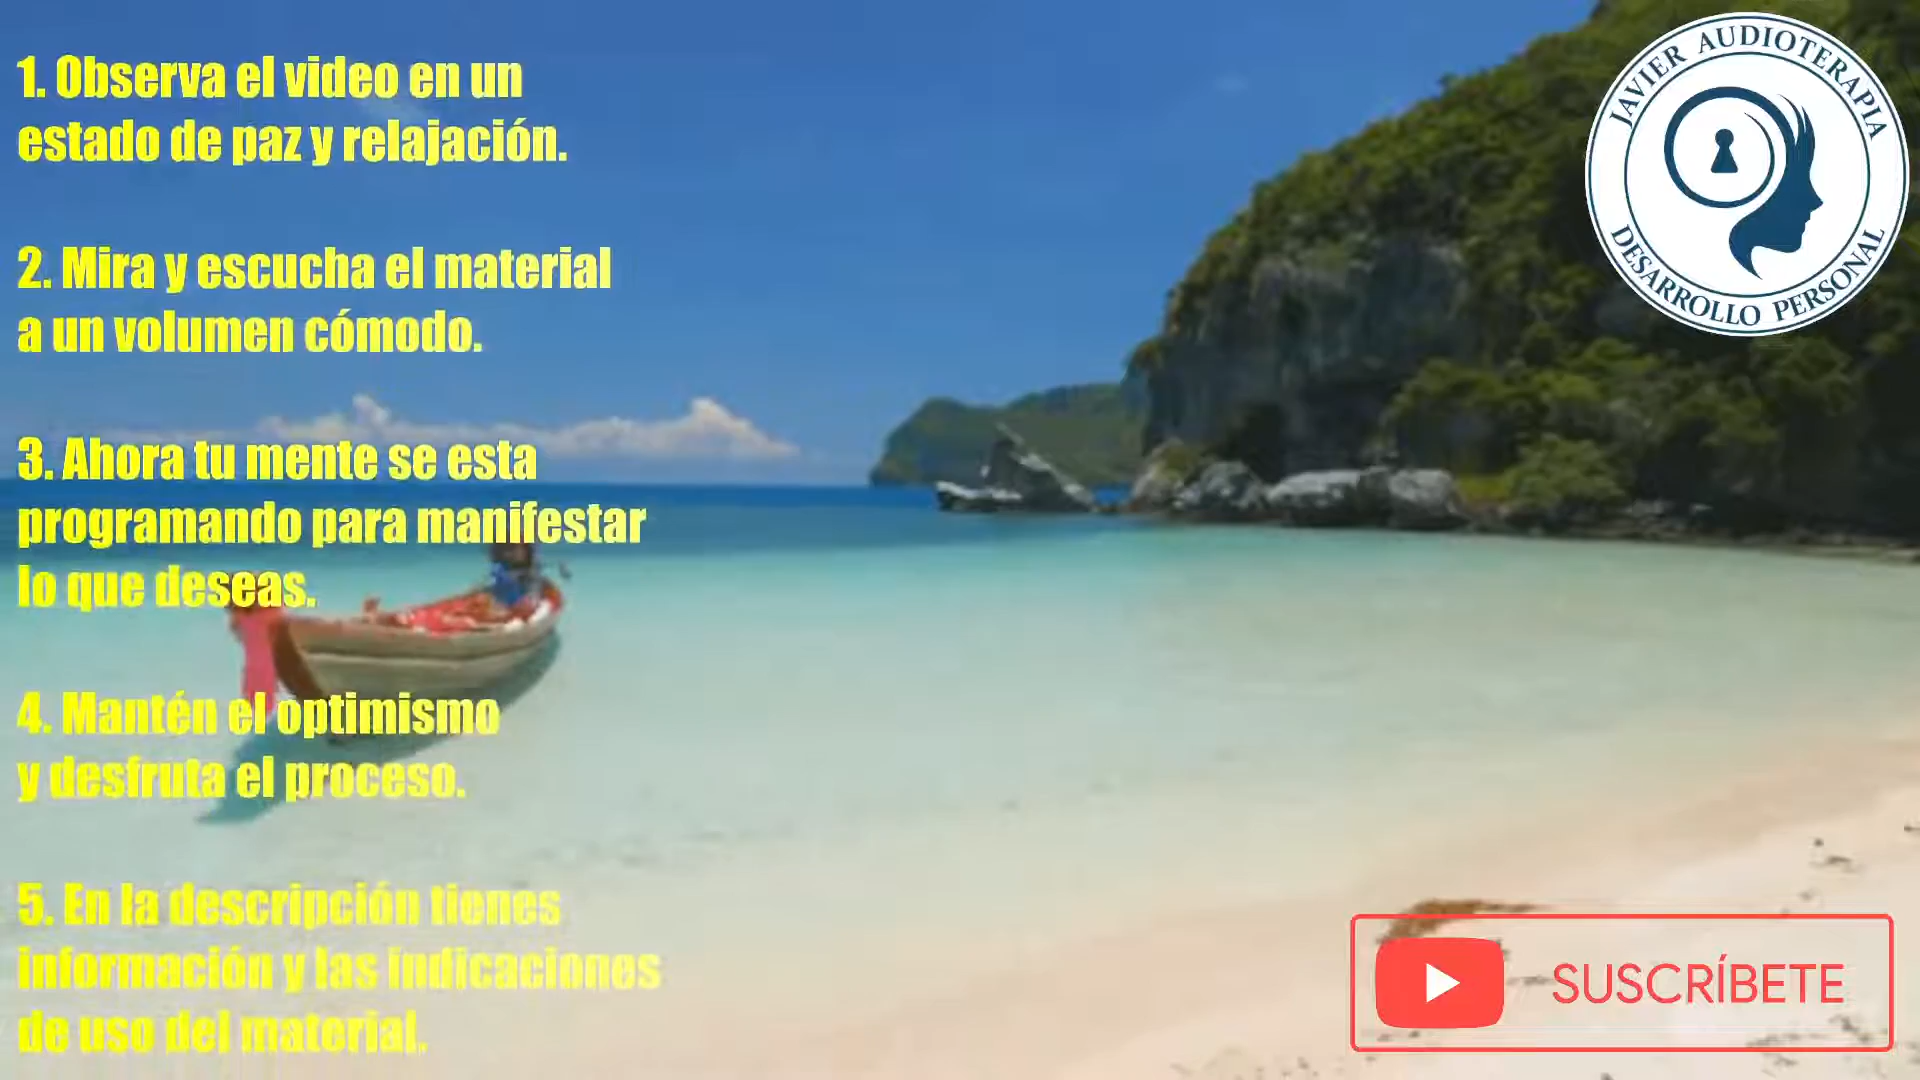 1. Observa el video en un
estado de paz y relajación.
2. Mira y escucha el material
a un volumen cómodo.
3. Ahora tu mente se esta
programando para manifestar
lo que deseas.
4. Mantén el optimismo
y desfruta el proceso.
5. En la descripción tienes
información y las indicaciones
de uso del material.
JAVIER AUDIOTERAPIA
DESARROLLO PERSONAL
SUSCRÍBETE